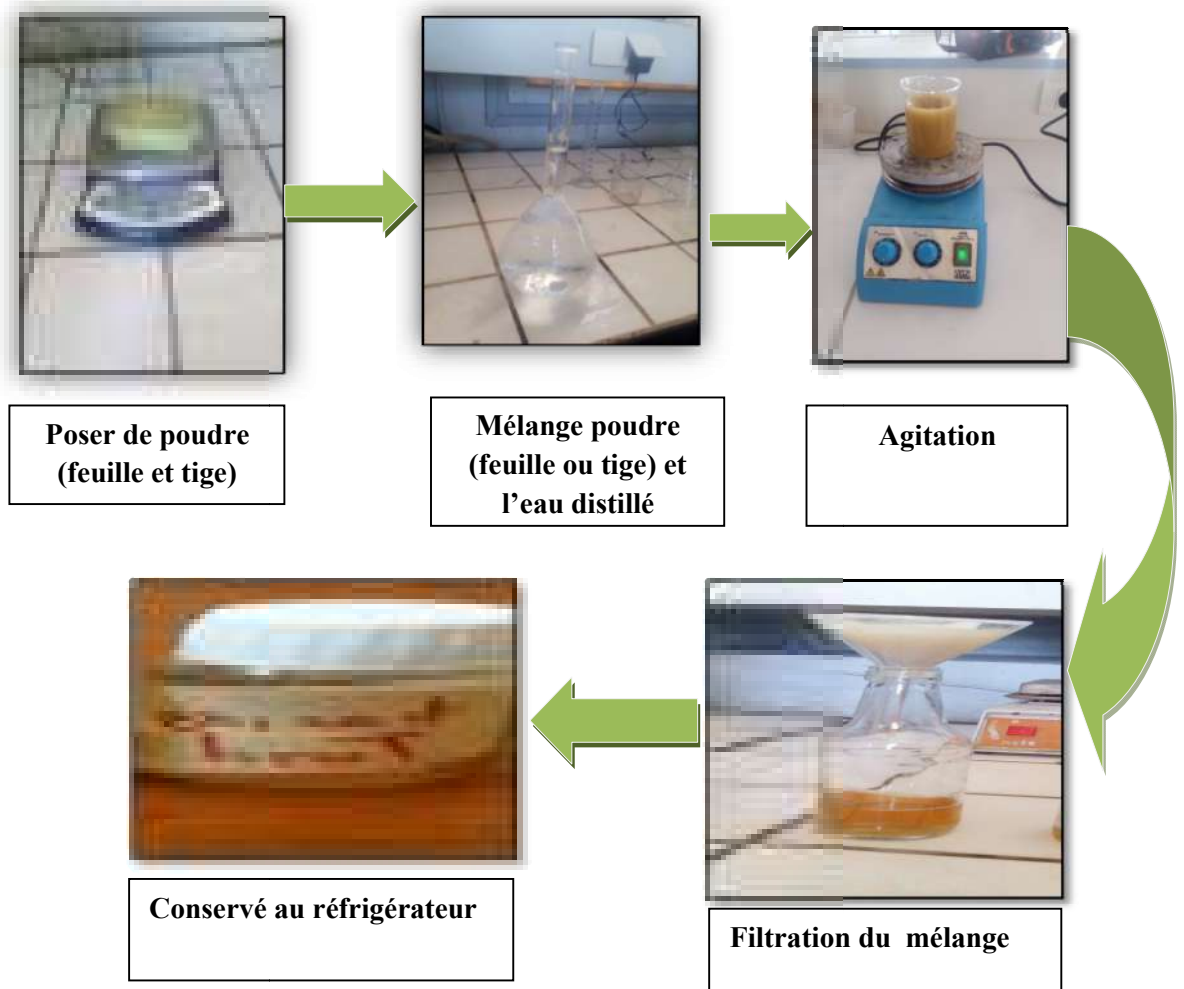 Poser de poudre
(feuille et tige)
Mélange poudre
(feuille ou tige) et
l’eau distillé
Agitation
Filtration du mélange
Conservé au réfrigérateur